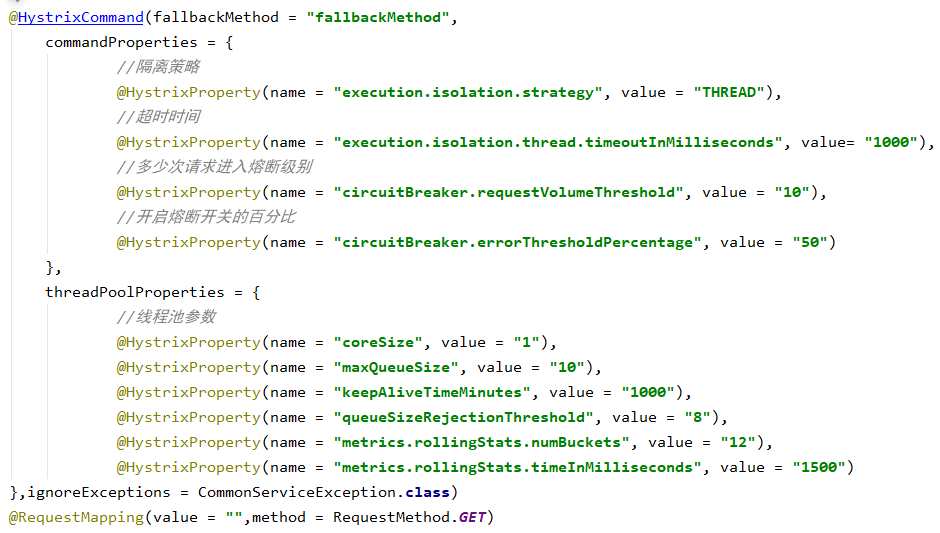 @HystrixCommand(fallbackMethod = "fallbackMethod",
commandProperties = {
//隔离策略
@HystrixProperty(name = "execution.isolation.strategy", value = "THREAD"),
//超时时间
@HystrixProperty(name = "execution.isolation.thread.timeoutInMilliseconds", value= "1000"),
//多少次请求进入熔断级别
@HystrixProperty(name = "circuitBreaker.requestVolumeThreshold", value = "10"),
//开启熔断开关的百分比
@HystrixProperty(name = "circuitBreaker.errorThresholdPercentage", value = "50")
},
threadPoolProperties = {
//线程池参数
@HystrixProperty(name = "coreSize", value = "1"),
@HystrixProperty(name = "maxQueueSize", value = "10"),
@HystrixProperty(name = "keepAliveTimeMinutes", value = "1000"),
@HystrixProperty(name = "queueSizeRejectionThreshold", value = "8"),
@HystrixProperty(name = "metrics.rollingStats.numBuckets", value = "12"),
@HystrixProperty(name = "metrics.rollingStats.timeInMilliseconds", value = "1500")
},ignoreExceptions = CommonServiceException.class)
@RequestMapping(value = "",method = RequestMethod.GET)